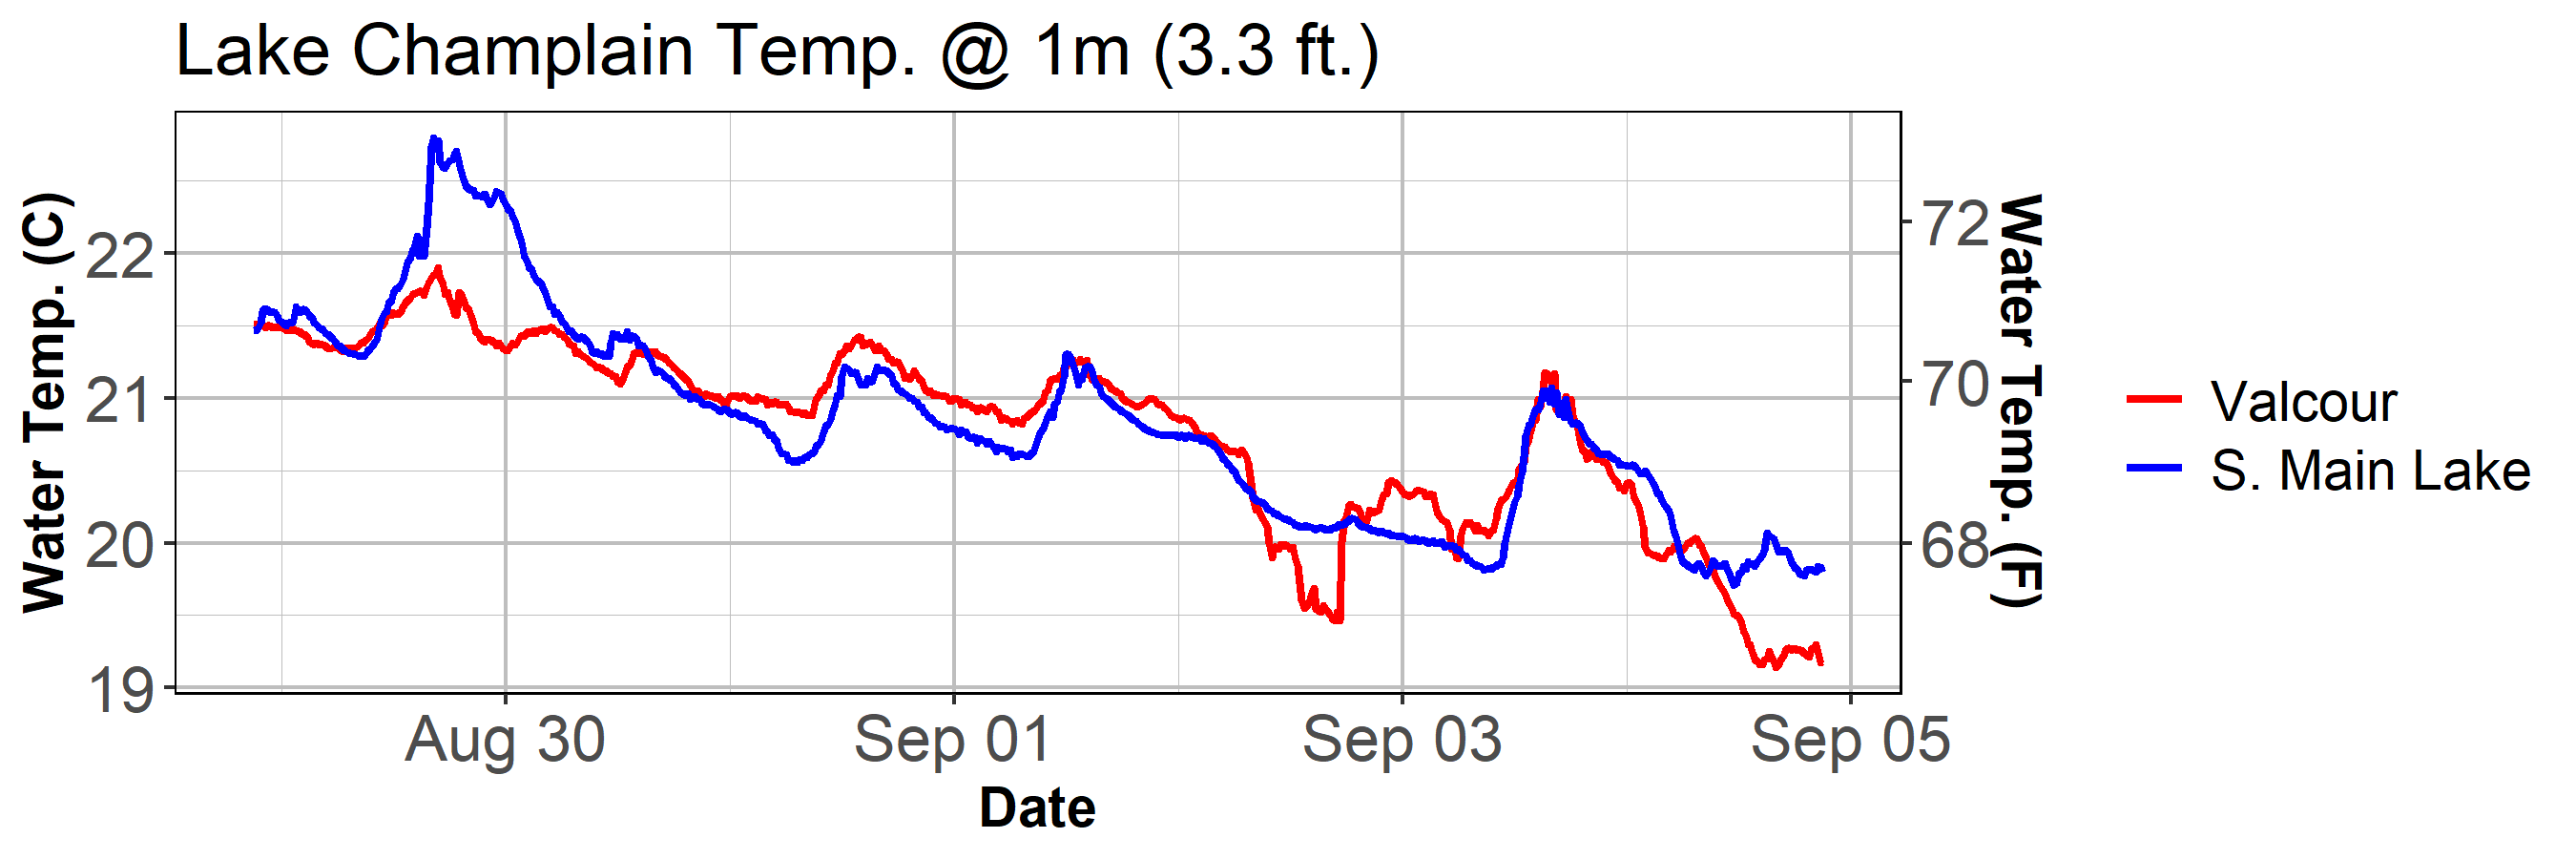 Lake Champlain Temp. @ 1m (3.3 ft.)
Water Temp. (C)
22
21
20
19
72
70
68
Water Temp. (F)
Aug 30
Sep 01
Sep 03
Sep 05
Date
Valcour
S. Main Lake